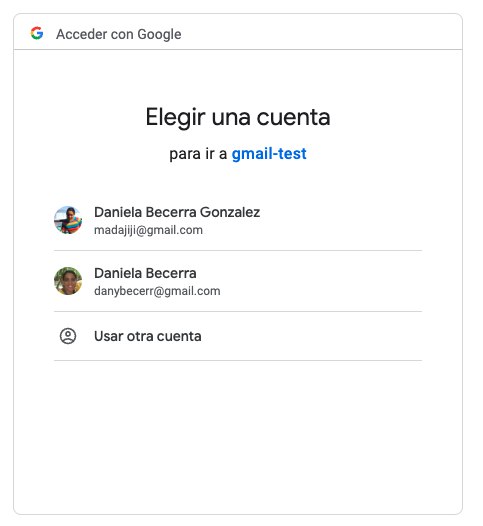 Acceder con Google
Elegir una cuenta
para ir a gmail-test
Daniela Becerra Gonzalez
madajiji@gmail.com
Daniela Becerra
danybecerr@gmail.com
Usar otra cuenta